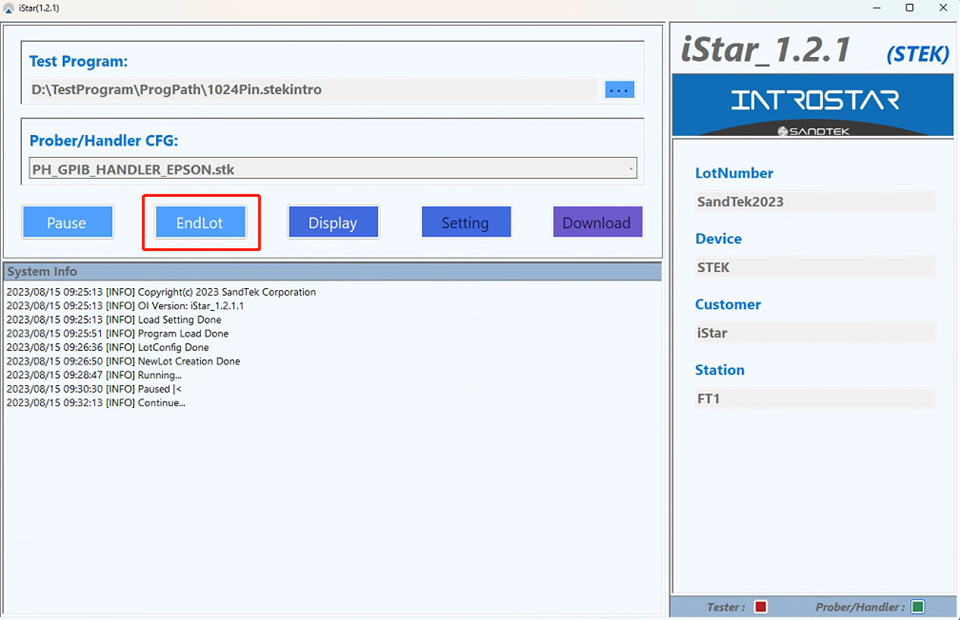 iStar(1.2.1)
Test Program:
D:\TestProgram\ProgPath\1024Pin.stekintro
...
Prober/Handler CFG:
PH_GPIB_HANDLER_EPSON.stk
Pause
EndLot
Display
Setting
Download
System Info
2023/08/15 09:25:13 [INFO] Copyright(c) 2023 SandTek Corporation
2023/08/15 09:25:13 [INFO] OI Version: iStar_1.2.1.1
2023/08/15 09:25:13 [INFO] Load Setting Done
2023/08/15 09:25:51 [INFO] Program Load Done
2023/08/15 09:26:36 [INFO] LotConfig Done
2023/08/15 09:26:50 [INFO] NewLot Creation Done
2023/08/15 09:28:47 [INFO] Running...
2023/08/15 09:30:30 [INFO] Paused |<
2023/08/15 09:32:13 [INFO] Continue...
iStar_1.2.1 (STEK)
INTROSTAR
SANDTEK
LotNumber
SandTek2023
Device
STEK
Customer
iStar
Station
FT1
Tester : Prober/Handler :